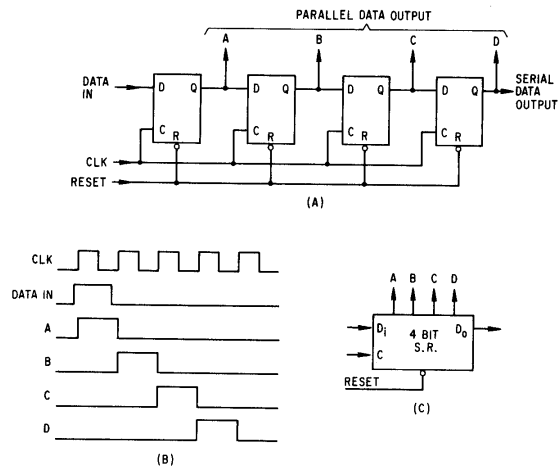 PARALLEL DATA OUTPUT
A B C D
DATA IN
D Q D Q D Q D Q
SERIAL DATA OUTPUT
C R C R C R C R
CLK
RESET
(A)
CLK
DATA IN
A
B
C
D
(B)
A B C D
Di 4 BIT S.R. Do
C
RESET
(C)